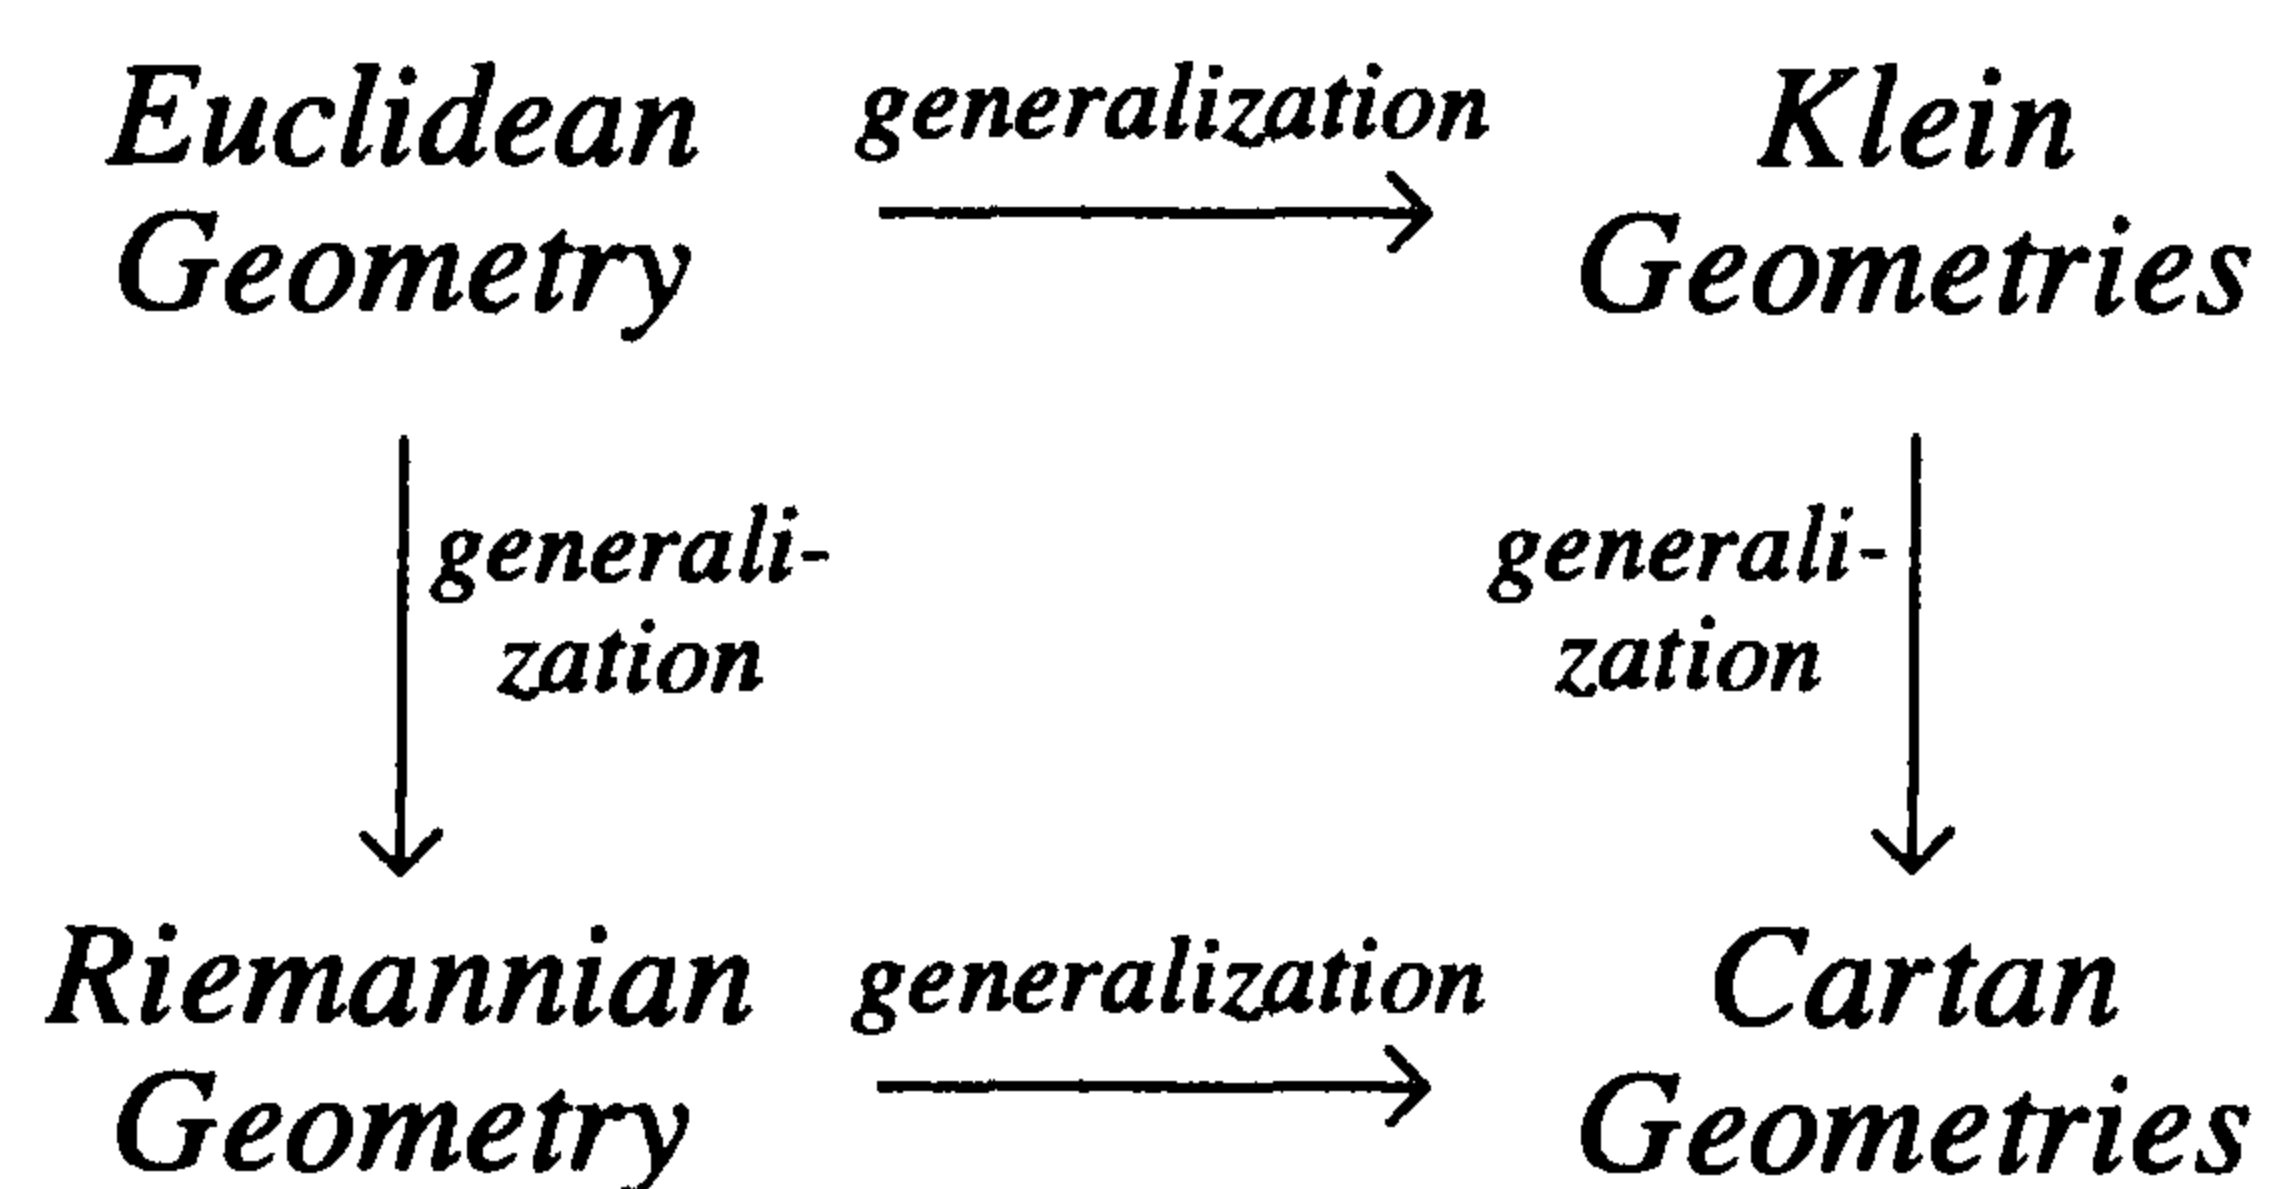 Euclidean
Geometry
generalization
Klein
Geometries
generali-
zation
generali-
zation
Riemannian
Geometry
generalization
Cartan
Geometries